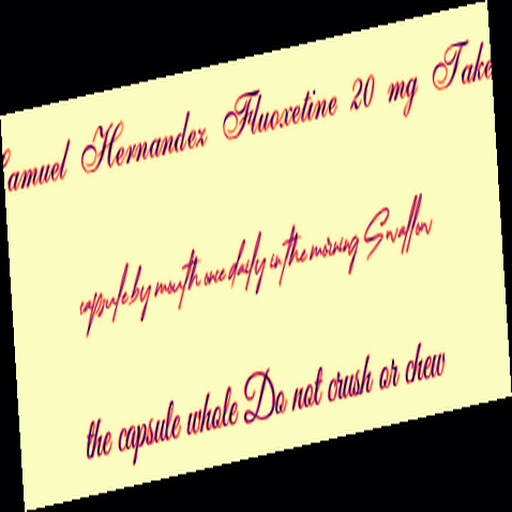 Samuel Hernandez Fluoxetine 20 mg Take
capsule by mouth once daily in the morning Swallow
the capsule whole Do not crush or chew